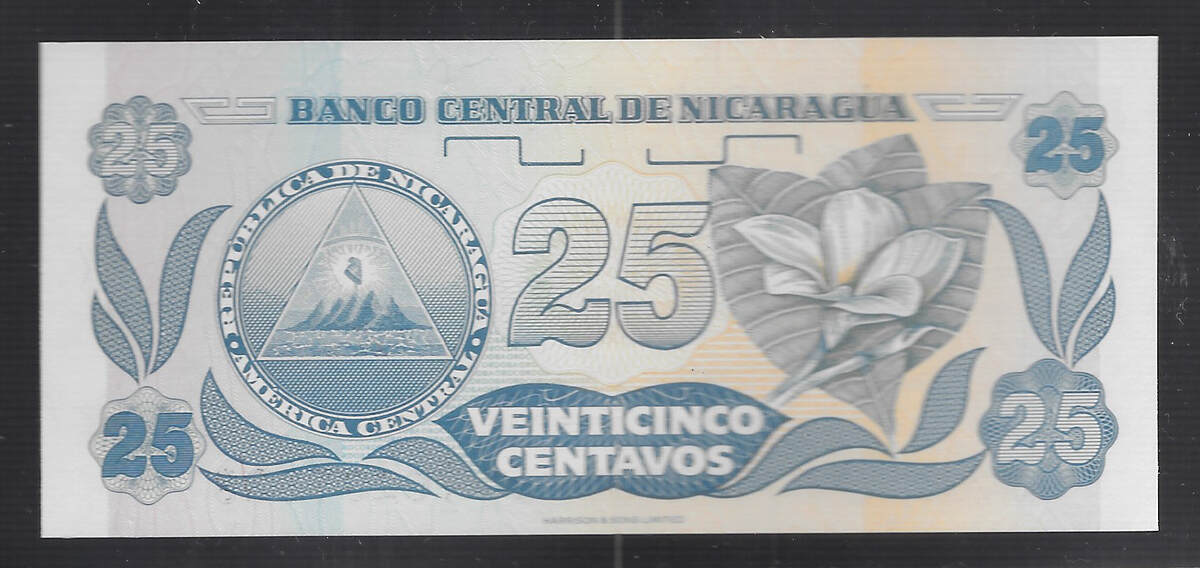 BANCO CENTRAL DE NICARAGUA
25
25
REPUBLICA DE NICARAGUA
AMERICA CENTRAL
25
VEINTICINCO
CENTAVOS
25
25
HARRISON & SONS LIMITED